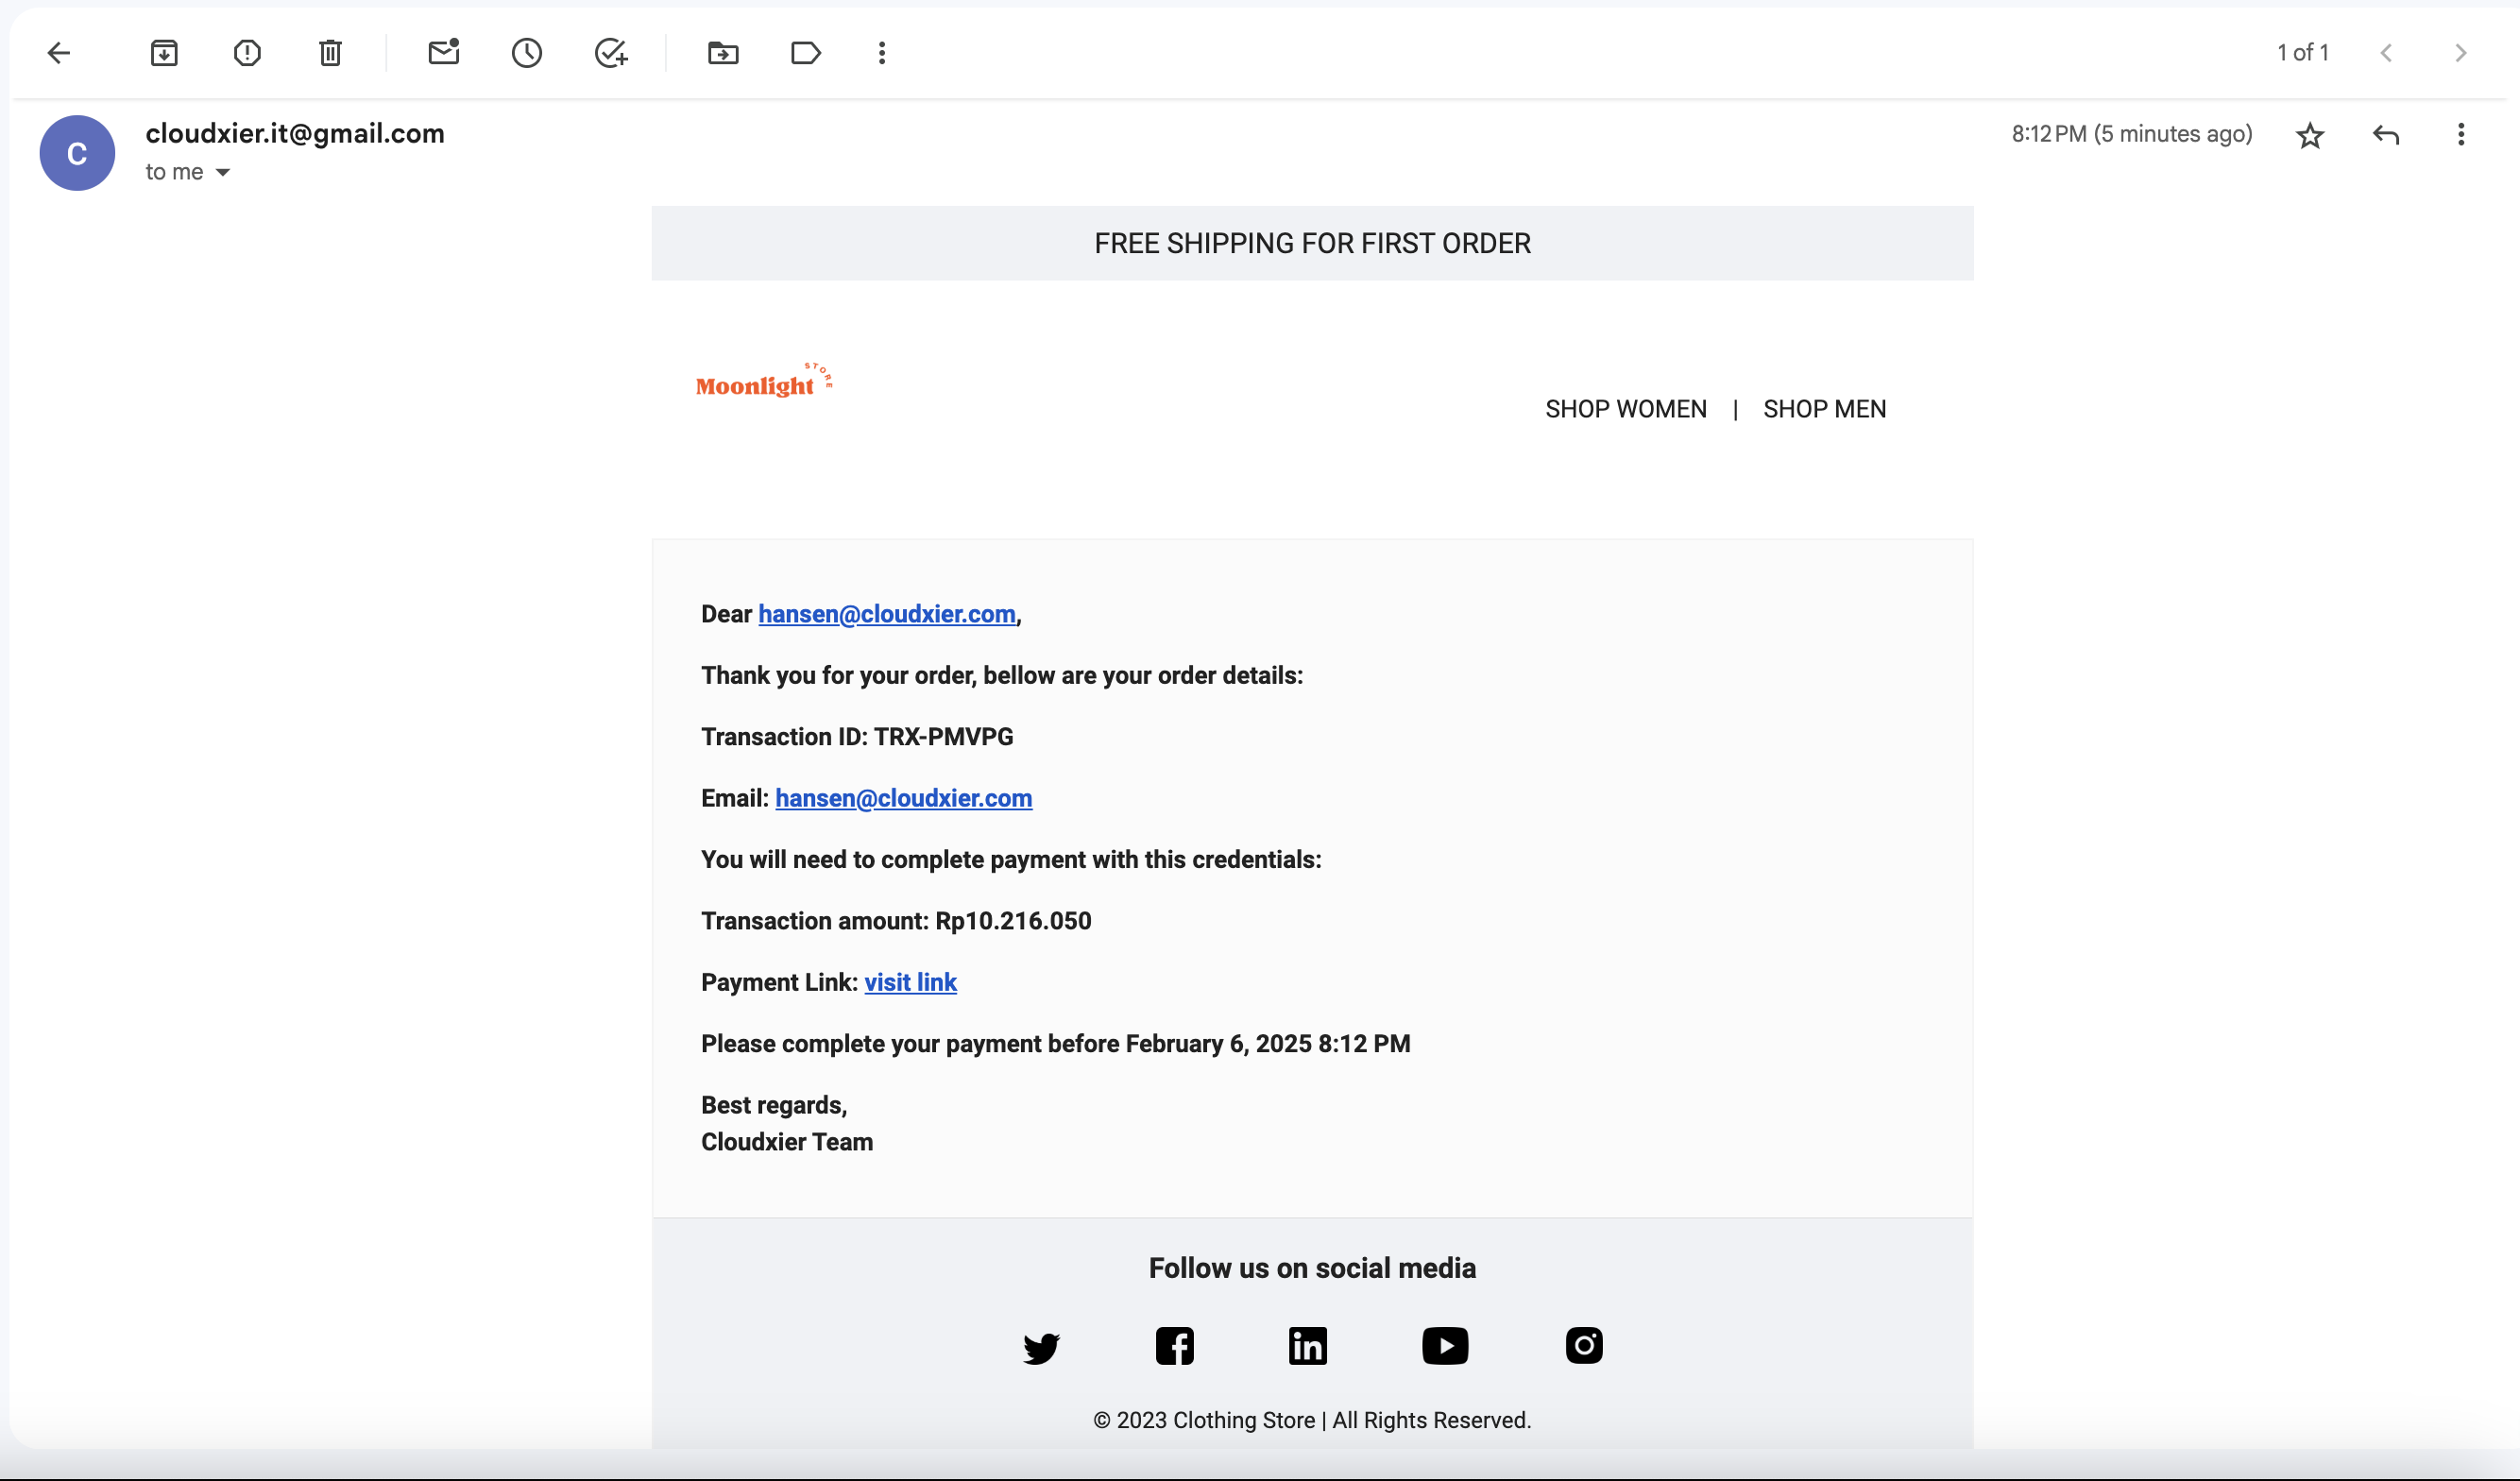 1 of 1
C
cloudxier.it@gmail.com
8:12 PM (5 minutes ago)
to me
FREE SHIPPING FOR FIRST ORDER
Moonlight STORE
SHOP WOMEN | SHOP MEN
Dear hansen@cloudxier.com,
Thank you for your order, bellow are your order details:
Transaction ID: TRX-PMVPG
Email: hansen@cloudxier.com
You will need to complete payment with this credentials:
Transaction amount: Rp10.216.050
Payment Link: visit link
Please complete your payment before February 6, 2025 8:12 PM
Best regards,
Cloudxier Team
Follow us on social media
© 2023 Clothing Store | All Rights Reserved.